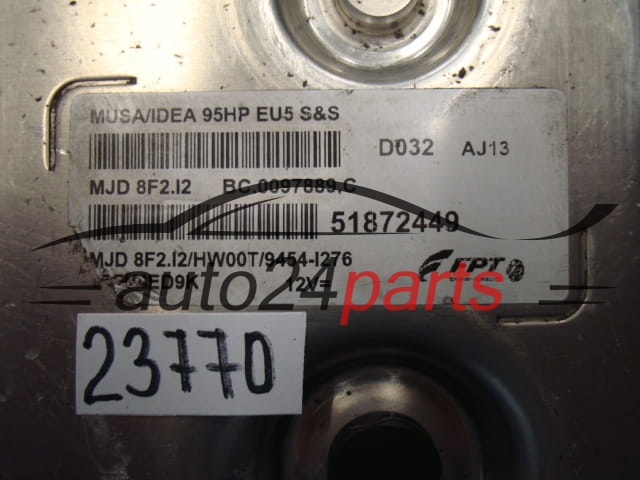 MUSA/IDEA 95HP EU5 S&S
D032 AJ13
MJD 8F2.I2 BC.0097889.C
51872449
MJD 8F2.I2/HW00T/9454-I276
FPT
12V=
auto24parts
23770